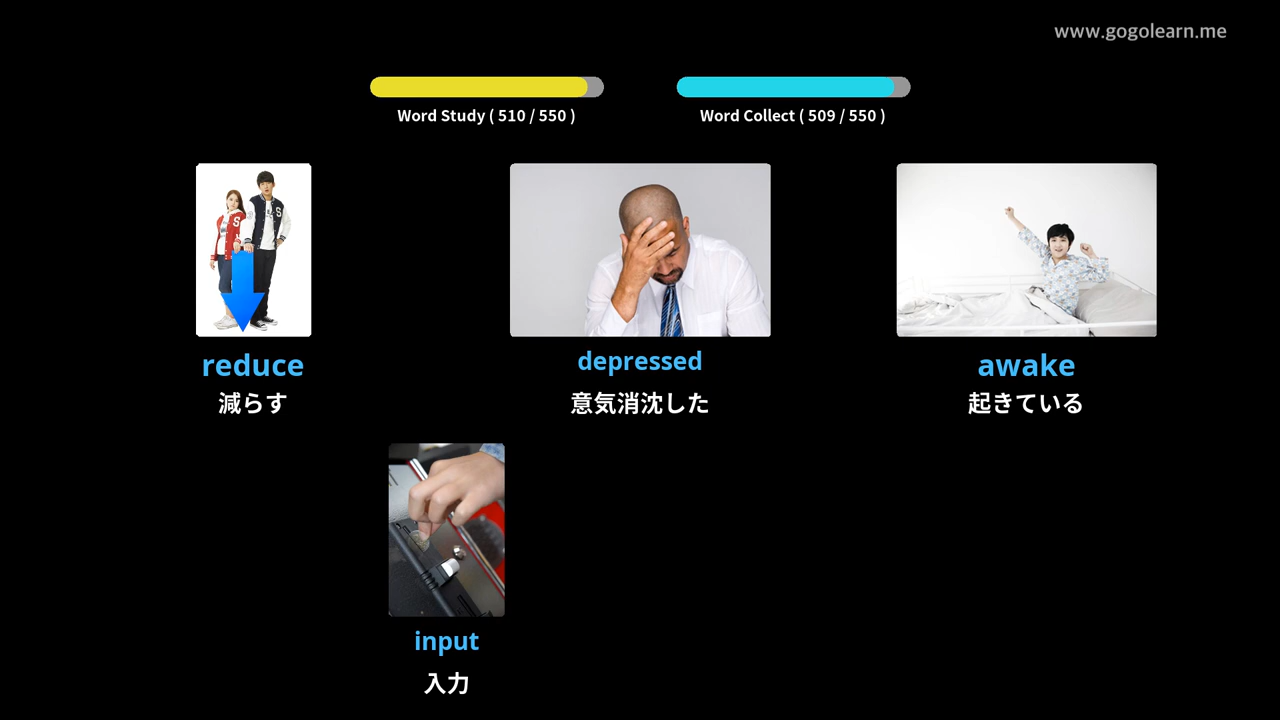 www.gogolearn.me
Word Study ( 510 / 550 )
Word Collect ( 509 / 550 )
reduce
減らす
depressed
意気消沈した
awake
起きている
input
入力